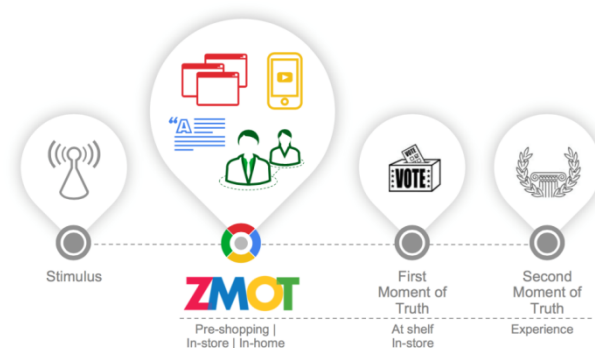 “A
VOTE
VOTE
Stimulus
ZMOT
First
Moment of
Truth
Second
Moment of
Truth
Pre-shopping |
In-store | In-home
At shelf
In-store
Experience